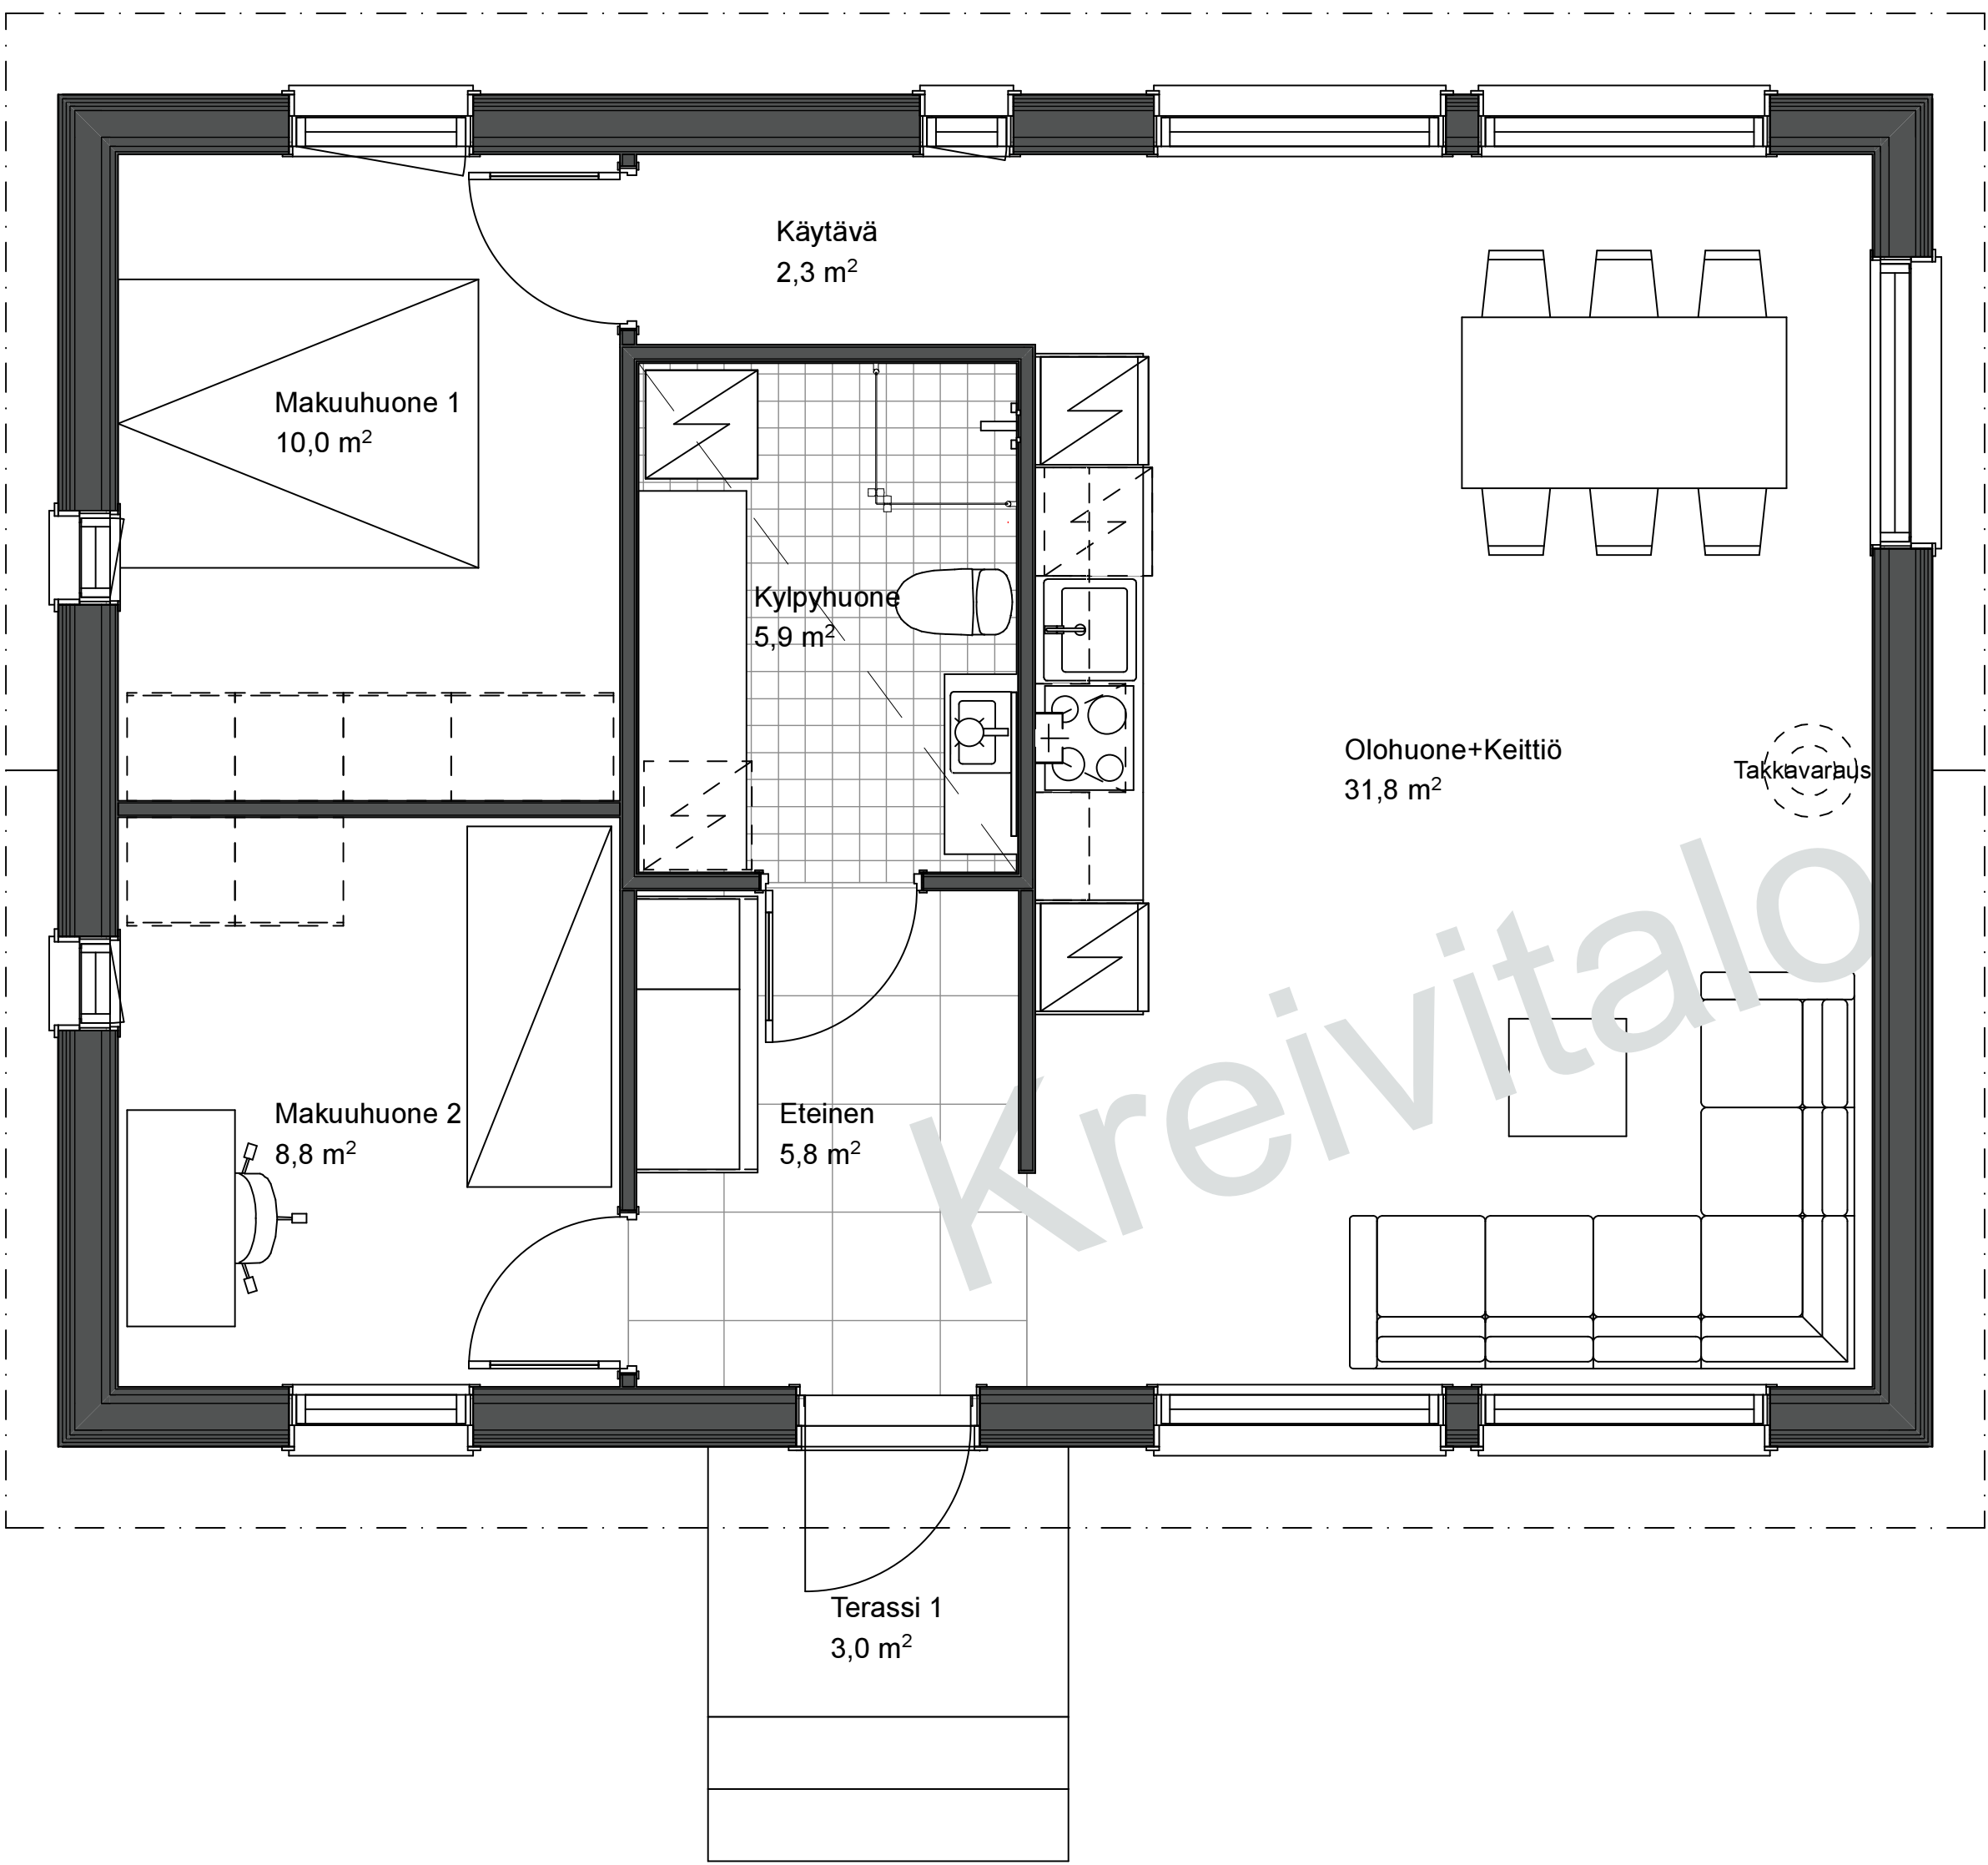 Käytävä
2,3 m²
Makuuhuone 1
10,0 m²
Kylpyhuone
5,9 m²
Olohuone+Keittiö
31,8 m²
Takkavaraus
Makuuhuone 2
8,8 m²
Eteinen
5,8 m²
Kreivitalo
Terassi 1
3,0 m²